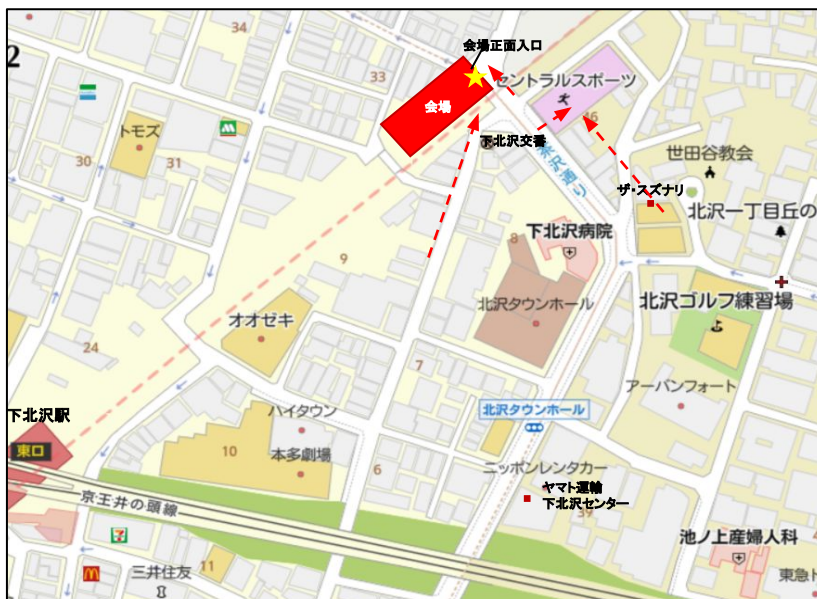 34
会場正面入口
2
33
セントラルスポーツ
会場
36
トモズ
下北沢交番
世田谷教会
30
31
茶沢通り
ザ・スズナリ
北沢一丁目丘の
下北沢病院
8
9
北沢タウンホール
北沢ゴルフ練習場
オオゼキ
24
7
アーバンフォート
下北沢駅
ハイタウン
北沢タウンホール
東口
10
本多劇場
6
ニッポンレンタカー
ヤマト運輸
下北沢センター
京王井の頭線
39
池ノ上産婦人科
三井住友
11
東急ト